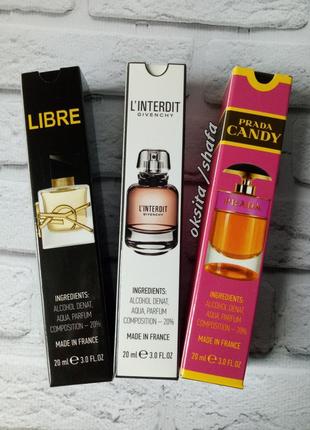 LIBRE
INGREDIENTS:
ALCOHOL DENAT,
AQUA, PARFUM
COMPOSITION – 20%
MADE IN FRANCE
20 ml ℮ 3.0 FL.OZ
L'INTERDIT
GIVENCHY
L'INTERDIT
GIVENCHY
INGREDIENTS:
ALCOHOL DENAT,
AQUA, PARFUM
COMPOSITION – 20%
MADE IN FRANCE
20 ml ℮ 3.0 FL.OZ
oksita /shafa
PRADA
CANDY
PRADA
INGREDIENTS:
ALCOHOL DENAT,
AQUA, PARFUM
COMPOSITION – 20%
MADE IN FRANCE
20 ml ℮ 3.0 FL.OZ